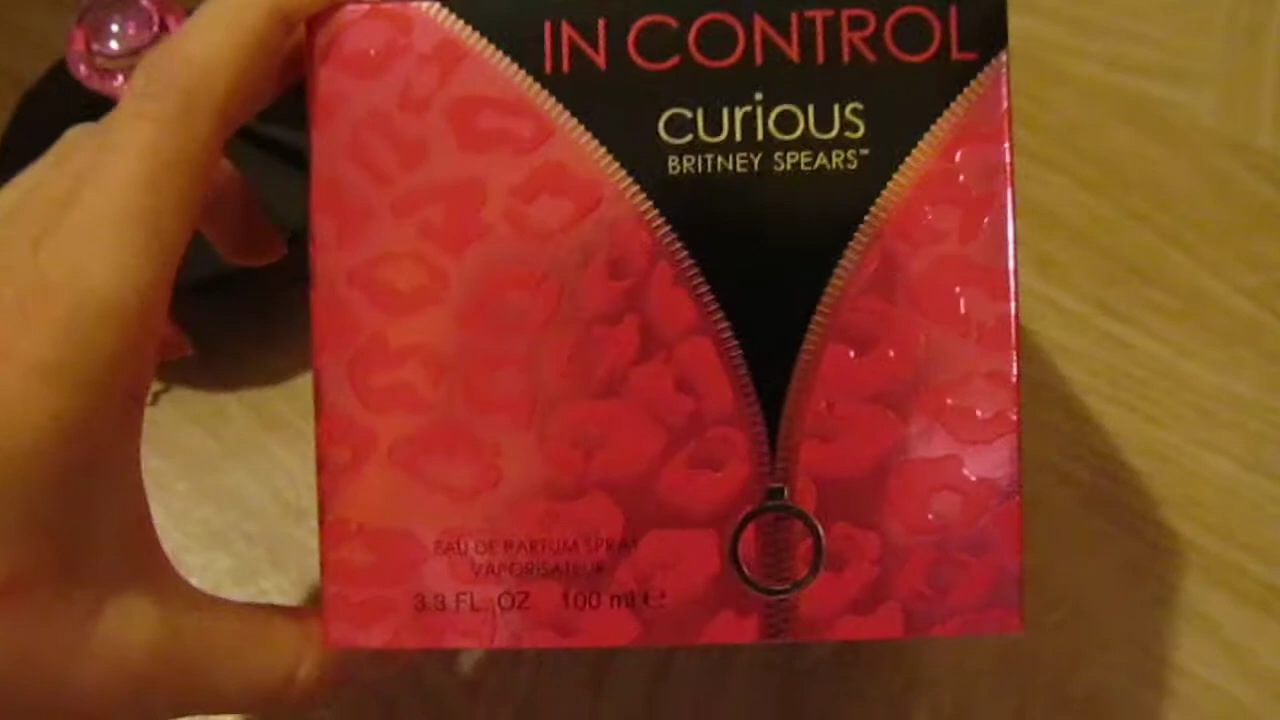 IN CONTROL
curious
BRITNEY SPEARS™
EAU DE PARFUM SPRAY
VAPORISATEUR
3.3 FL. OZ 100 ml ℮